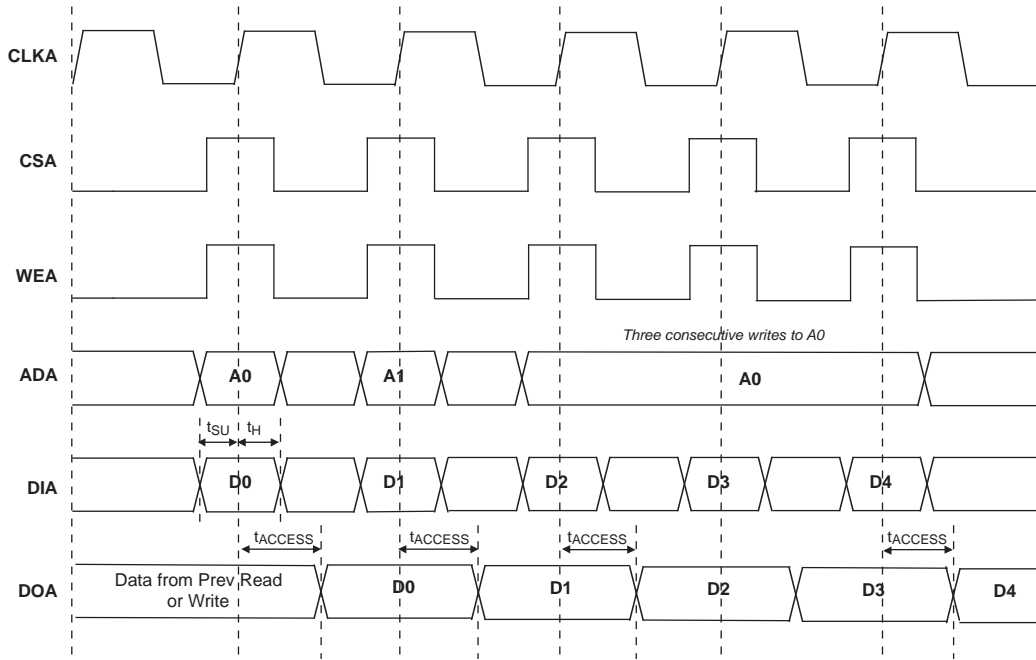 CLKA
CSA
WEA
Three consecutive writes to A0
ADA
A0
A1
A0
tSU
tH
DIA
D0
D1
D2
D3
D4
tACCESS
tACCESS
tACCESS
tACCESS
DOA
Data from Prev Read
or Write
D0
D1
D2
D3
D4